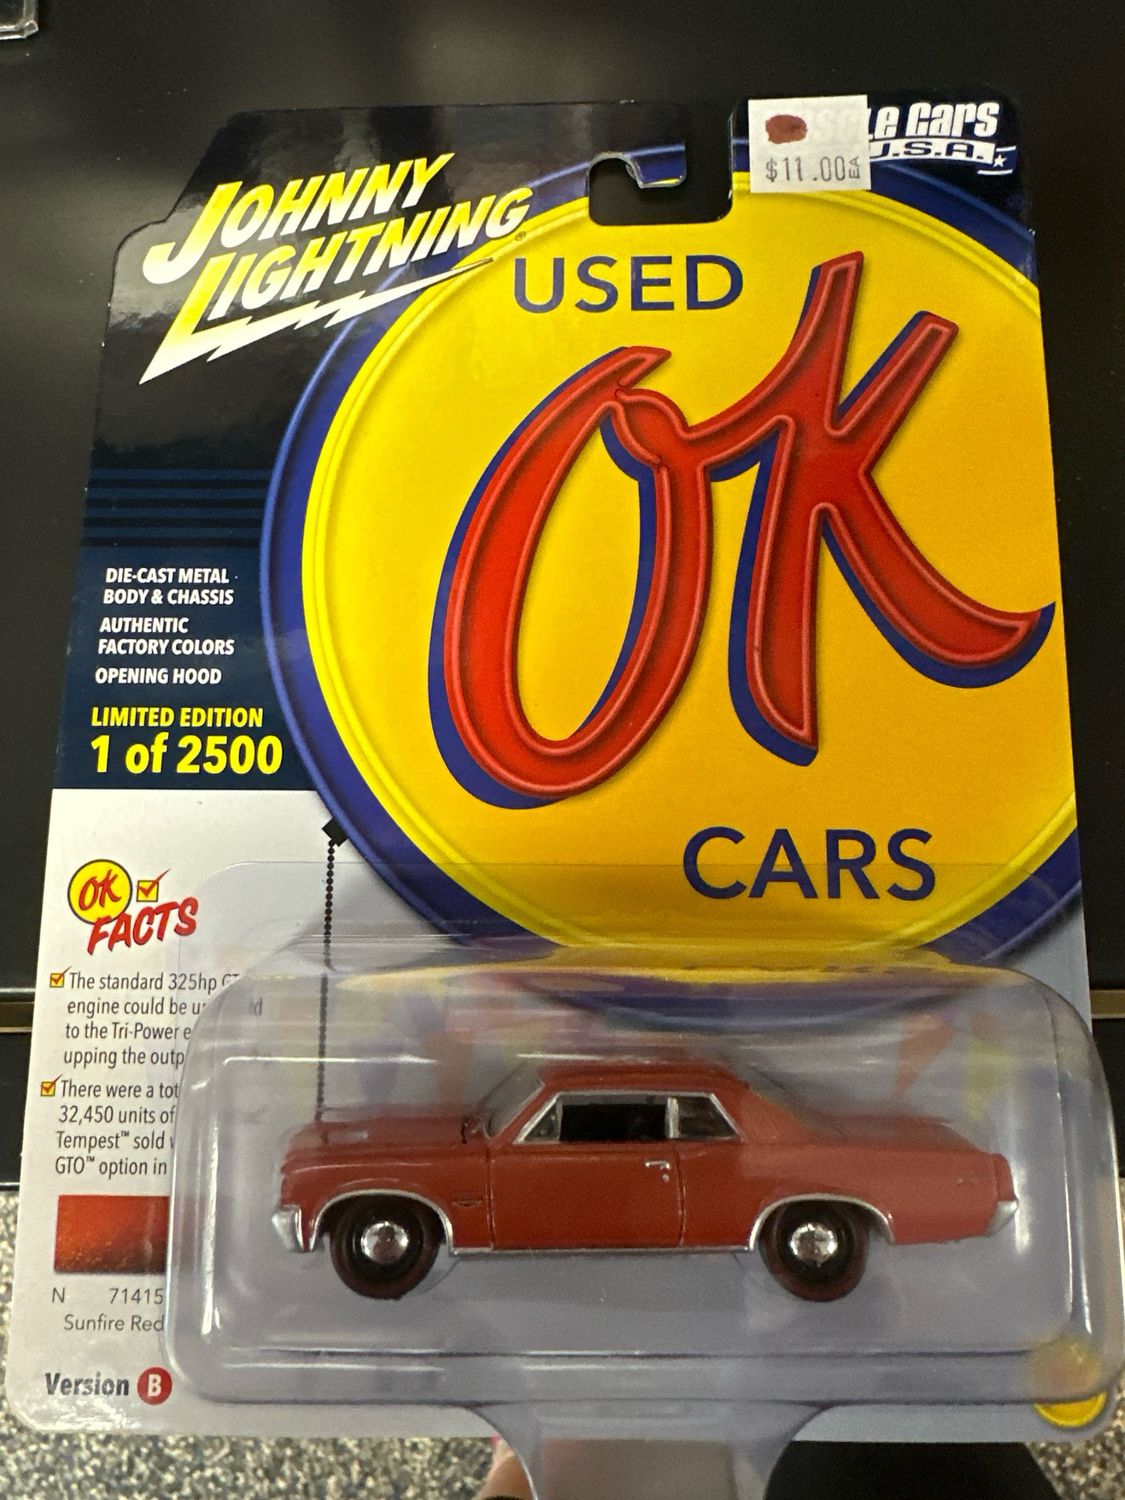 JOHNNY
LIGHTNING®
$11.00EA
Cars
U.S.A.
USED
OK
CARS
DIE-CAST METAL
BODY & CHASSIS
AUTHENTIC
FACTORY COLORS
OPENING HOOD
LIMITED EDITION
1 of 2500
OK
FACTS
The standard 325hp
engine could be
to the Tri-Power
upping the
There were a
32,450 units of
Tempest™ sold
GTO™ option in
N 71415
Sunfire Red
Version B